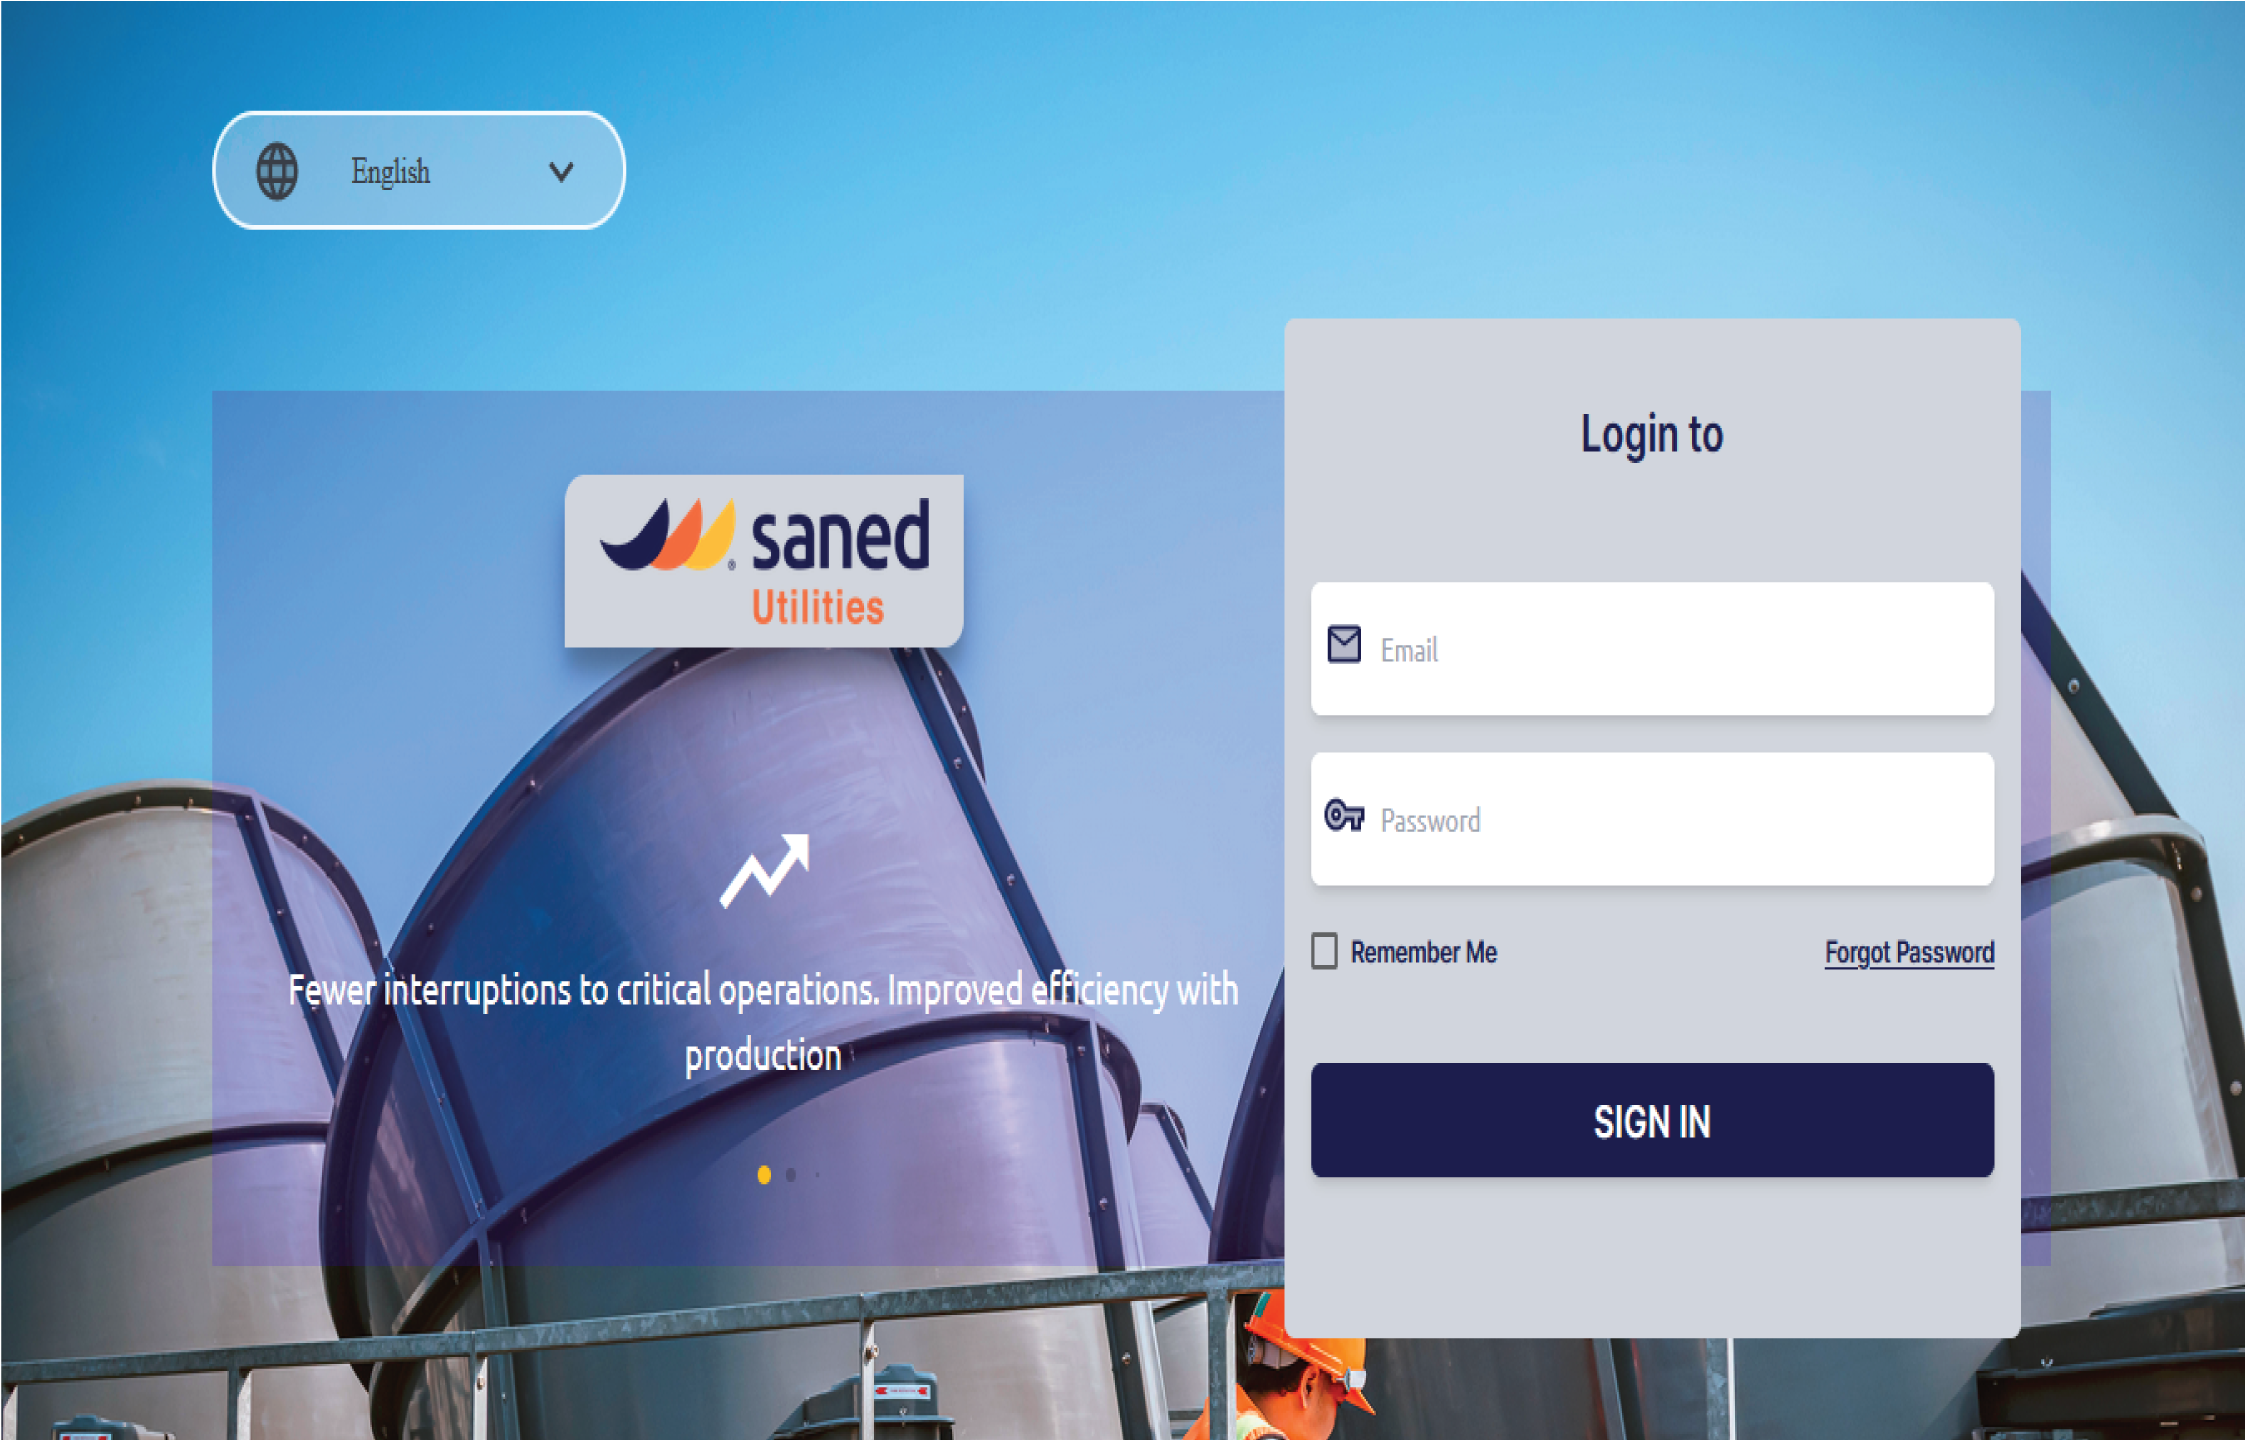 English
Login to
saned
Utilities
Email
Password
Remember Me
Forgot Password
Fewer interruptions to critical operations. Improved efficiency with
production
SIGN IN